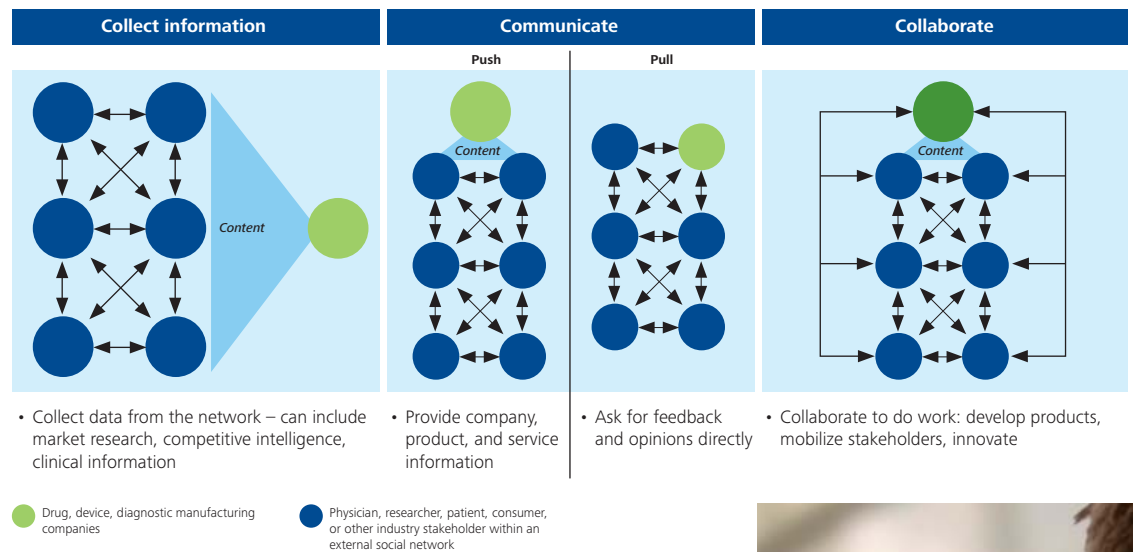 Collect information
Communicate
Collaborate
Push
Pull
Content
Content
Content
• Collect data from the network – can include
market research, competitive intelligence,
clinical information
• Provide company,
product, and service
information
• Ask for feedback
and opinions directly
• Collaborate to do work: develop products,
mobilize stakeholders, innovate
Drug, device, diagnostic manufacturing
companies
Physician, researcher, patient, consumer,
or other industry stakeholder within an
external social network